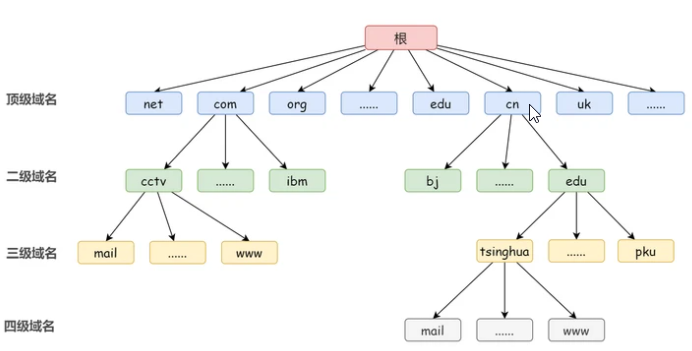 根
顶级域名 net com org ...... edu cn uk ......
二级域名 cctv ...... ibm bj ...... edu
三级域名 mail ...... www tsinghua ...... pku
四级域名 mail ...... www